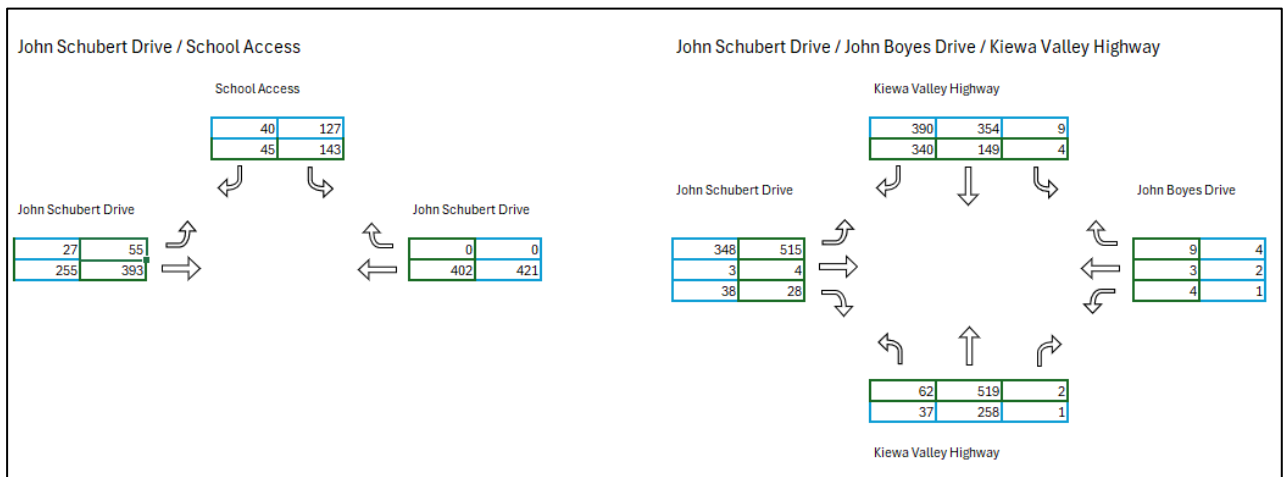 John Schubert Drive / School Access
School Access
40 127
45 143
John Schubert Drive
27 55
255 393
John Schubert Drive
0 0
402 421
John Schubert Drive / John Boyes Drive / Kiewa Valley Highway
Kiewa Valley Highway
390 354 9
340 149 4
John Schubert Drive
348 515
3 4
38 28
John Boyes Drive
9 4
3 2
4 1
62 519 2
37 258 1
Kiewa Valley Highway